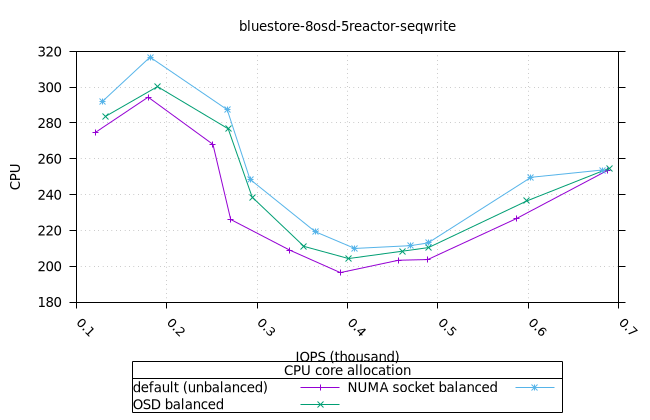 bluestore-8osd-5reactor-seqwrite
320
300
280
260
240
220
200
180
CPU
0.1 0.2 0.3 0.4 0.5 0.6 0.7
IOPS (thousand)
CPU core allocation
default (unbalanced) NUMA socket balanced
OSD balanced